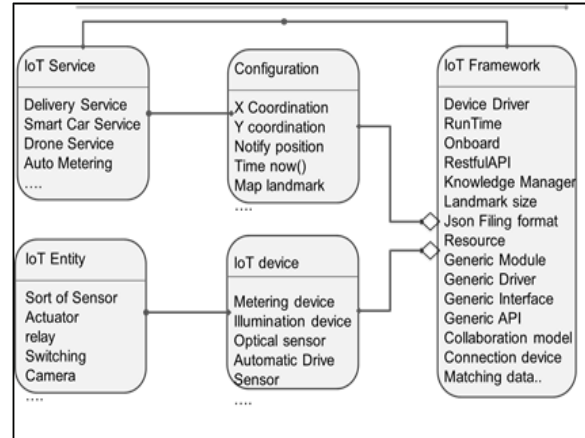 IoT Service
Delivery Service
Smart Car Service
Drone Service
Auto Metering
....
Configuration
X Coordination
Y coordination
Notify position
Time now()
Map landmark
....
IoT Framework
Device Driver
RunTime
Onboard
RestfulAPI
Knowledge Manager
Landmark size
Json Filing format
Resource
Generic Module
Generic Driver
Generic Interface
Generic API
Collaboration model
Connection device
Matching data..
IoT Entity
Sort of Sensor
Actuator
relay
Switching
Camera
....
IoT device
Metering device
Illumination device
Optical sensor
Automatic Drive
Sensor
....